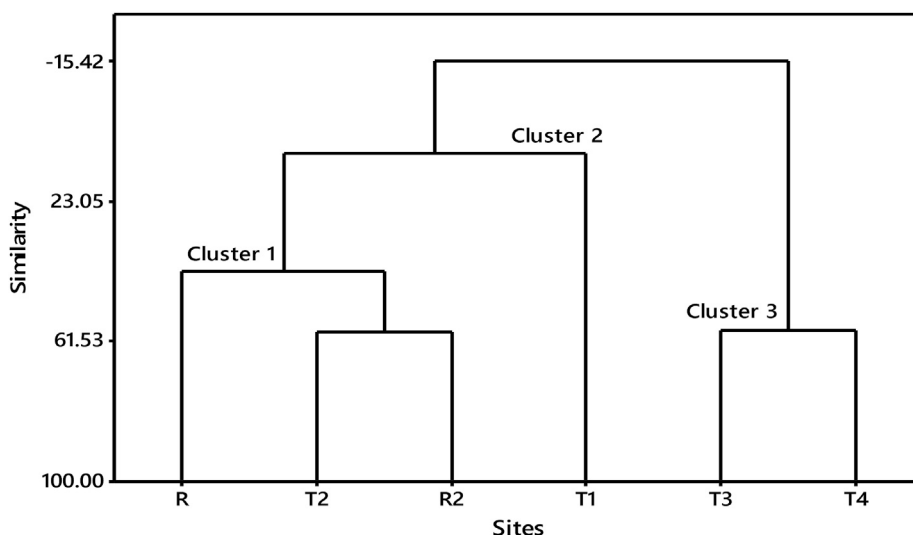 -15.42
Cluster 2
23.05
Similarity
Cluster 1
Cluster 3
61.53
100.00
R T2 R2 T1 T3 T4
Sites